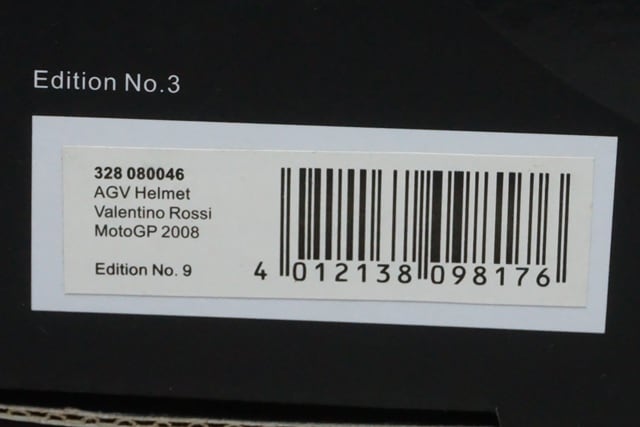 Edition No.3
328 080046
AGV Helmet
Valentino Rossi
MotoGP 2008
Edition No. 9
4 012138 098176